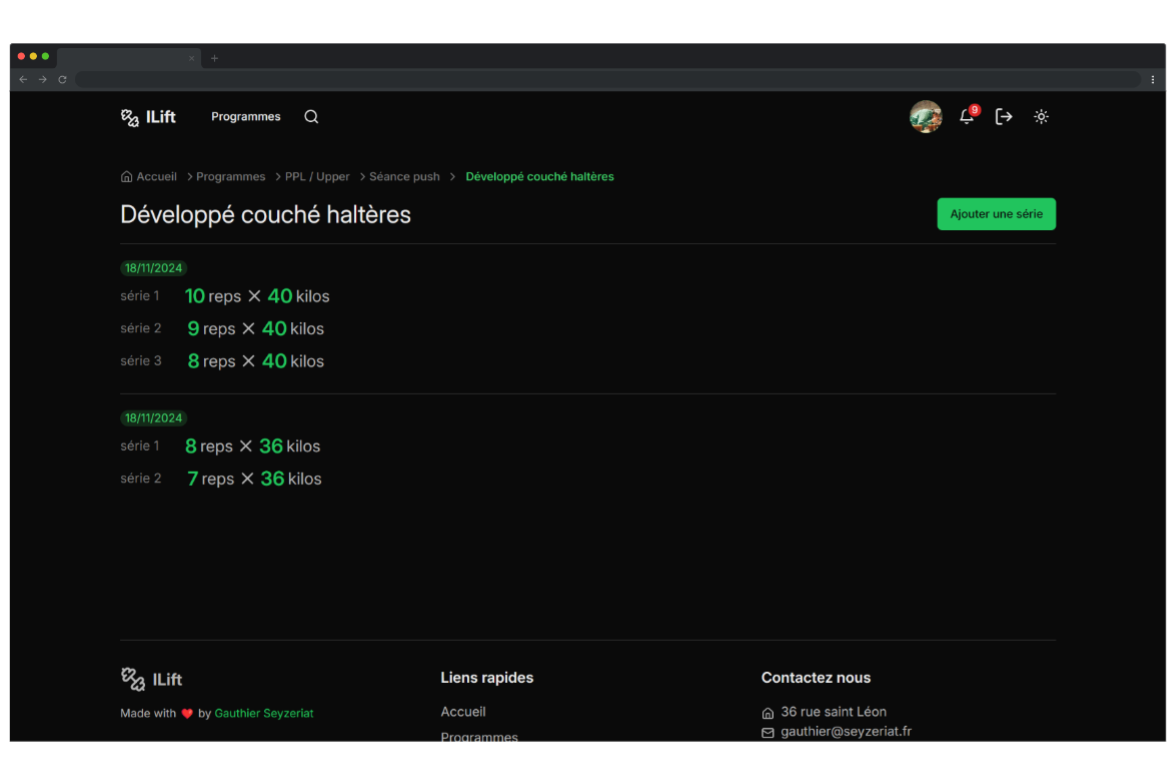 ILift Programmes 9
Accueil > Programmes > PPL / Upper > Séance push > Développé couché haltères
Développé couché haltères Ajouter une série
18/11/2024
série 1 10 reps × 40 kilos
série 2 9 reps × 40 kilos
série 3 8 reps × 40 kilos
18/11/2024
série 1 8 reps × 36 kilos
série 2 7 reps × 36 kilos
ILift Liens rapides Contactez nous
Made with ❤ by Gauthier Seyzeriat Accueil 36 rue saint Léon
Programmes gauthier@seyzeriat.fr